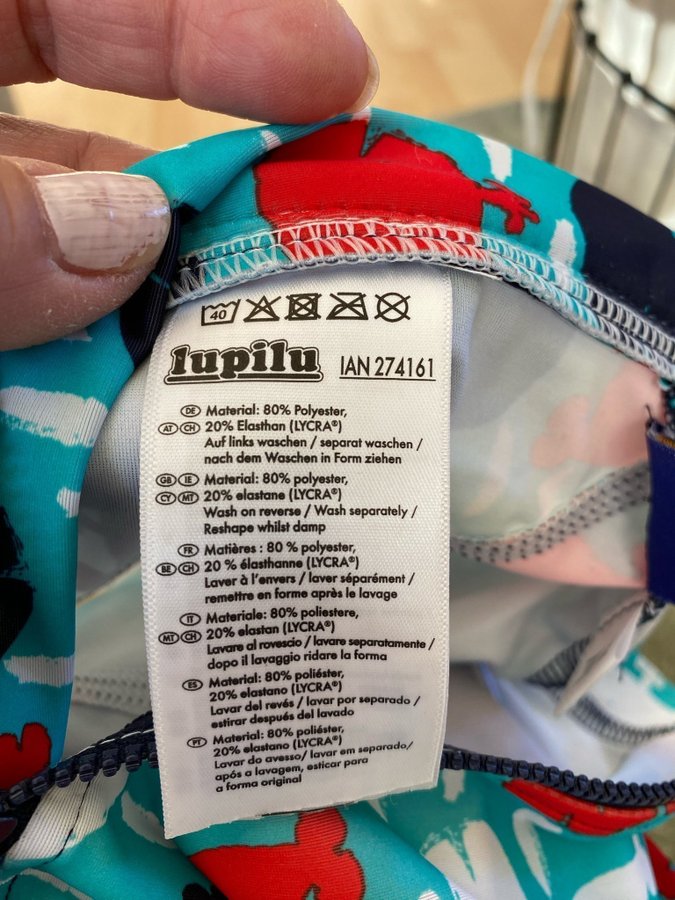 40
lupilu IAN 274161
DE Material: 80% Polyester,
AT CH 20% Elasthan (LYCRA®)
Auf links waschen / separat waschen /
nach dem Waschen in Form ziehen
GB IE Material: 80% polyester,
CY MT 20% elastane (LYCRA®)
Wash on reverse / Wash separately /
Reshape whilst damp
FR Matières : 80 % polyester,
BE CH 20 % élasthanne (LYCRA®)
Laver à l'envers / laver séparément /
remettre en forme après le lavage
IT Materiale: 80% poliestere,
MT CH 20% elastan (LYCRA®)
Lavare al rovescio / lavare separatamente /
dopo il lavaggio ridare la forma
ES Material: 80% poliéster,
20% elastano (LYCRA®)
Lavar del revés / lavar por separado /
estirar después del lavado
PT Material: 80% poliéster,
20% elastano (LYCRA®)
Lavar do avesso/ lavar em separado/
após a lavagem, esticar para
a forma original